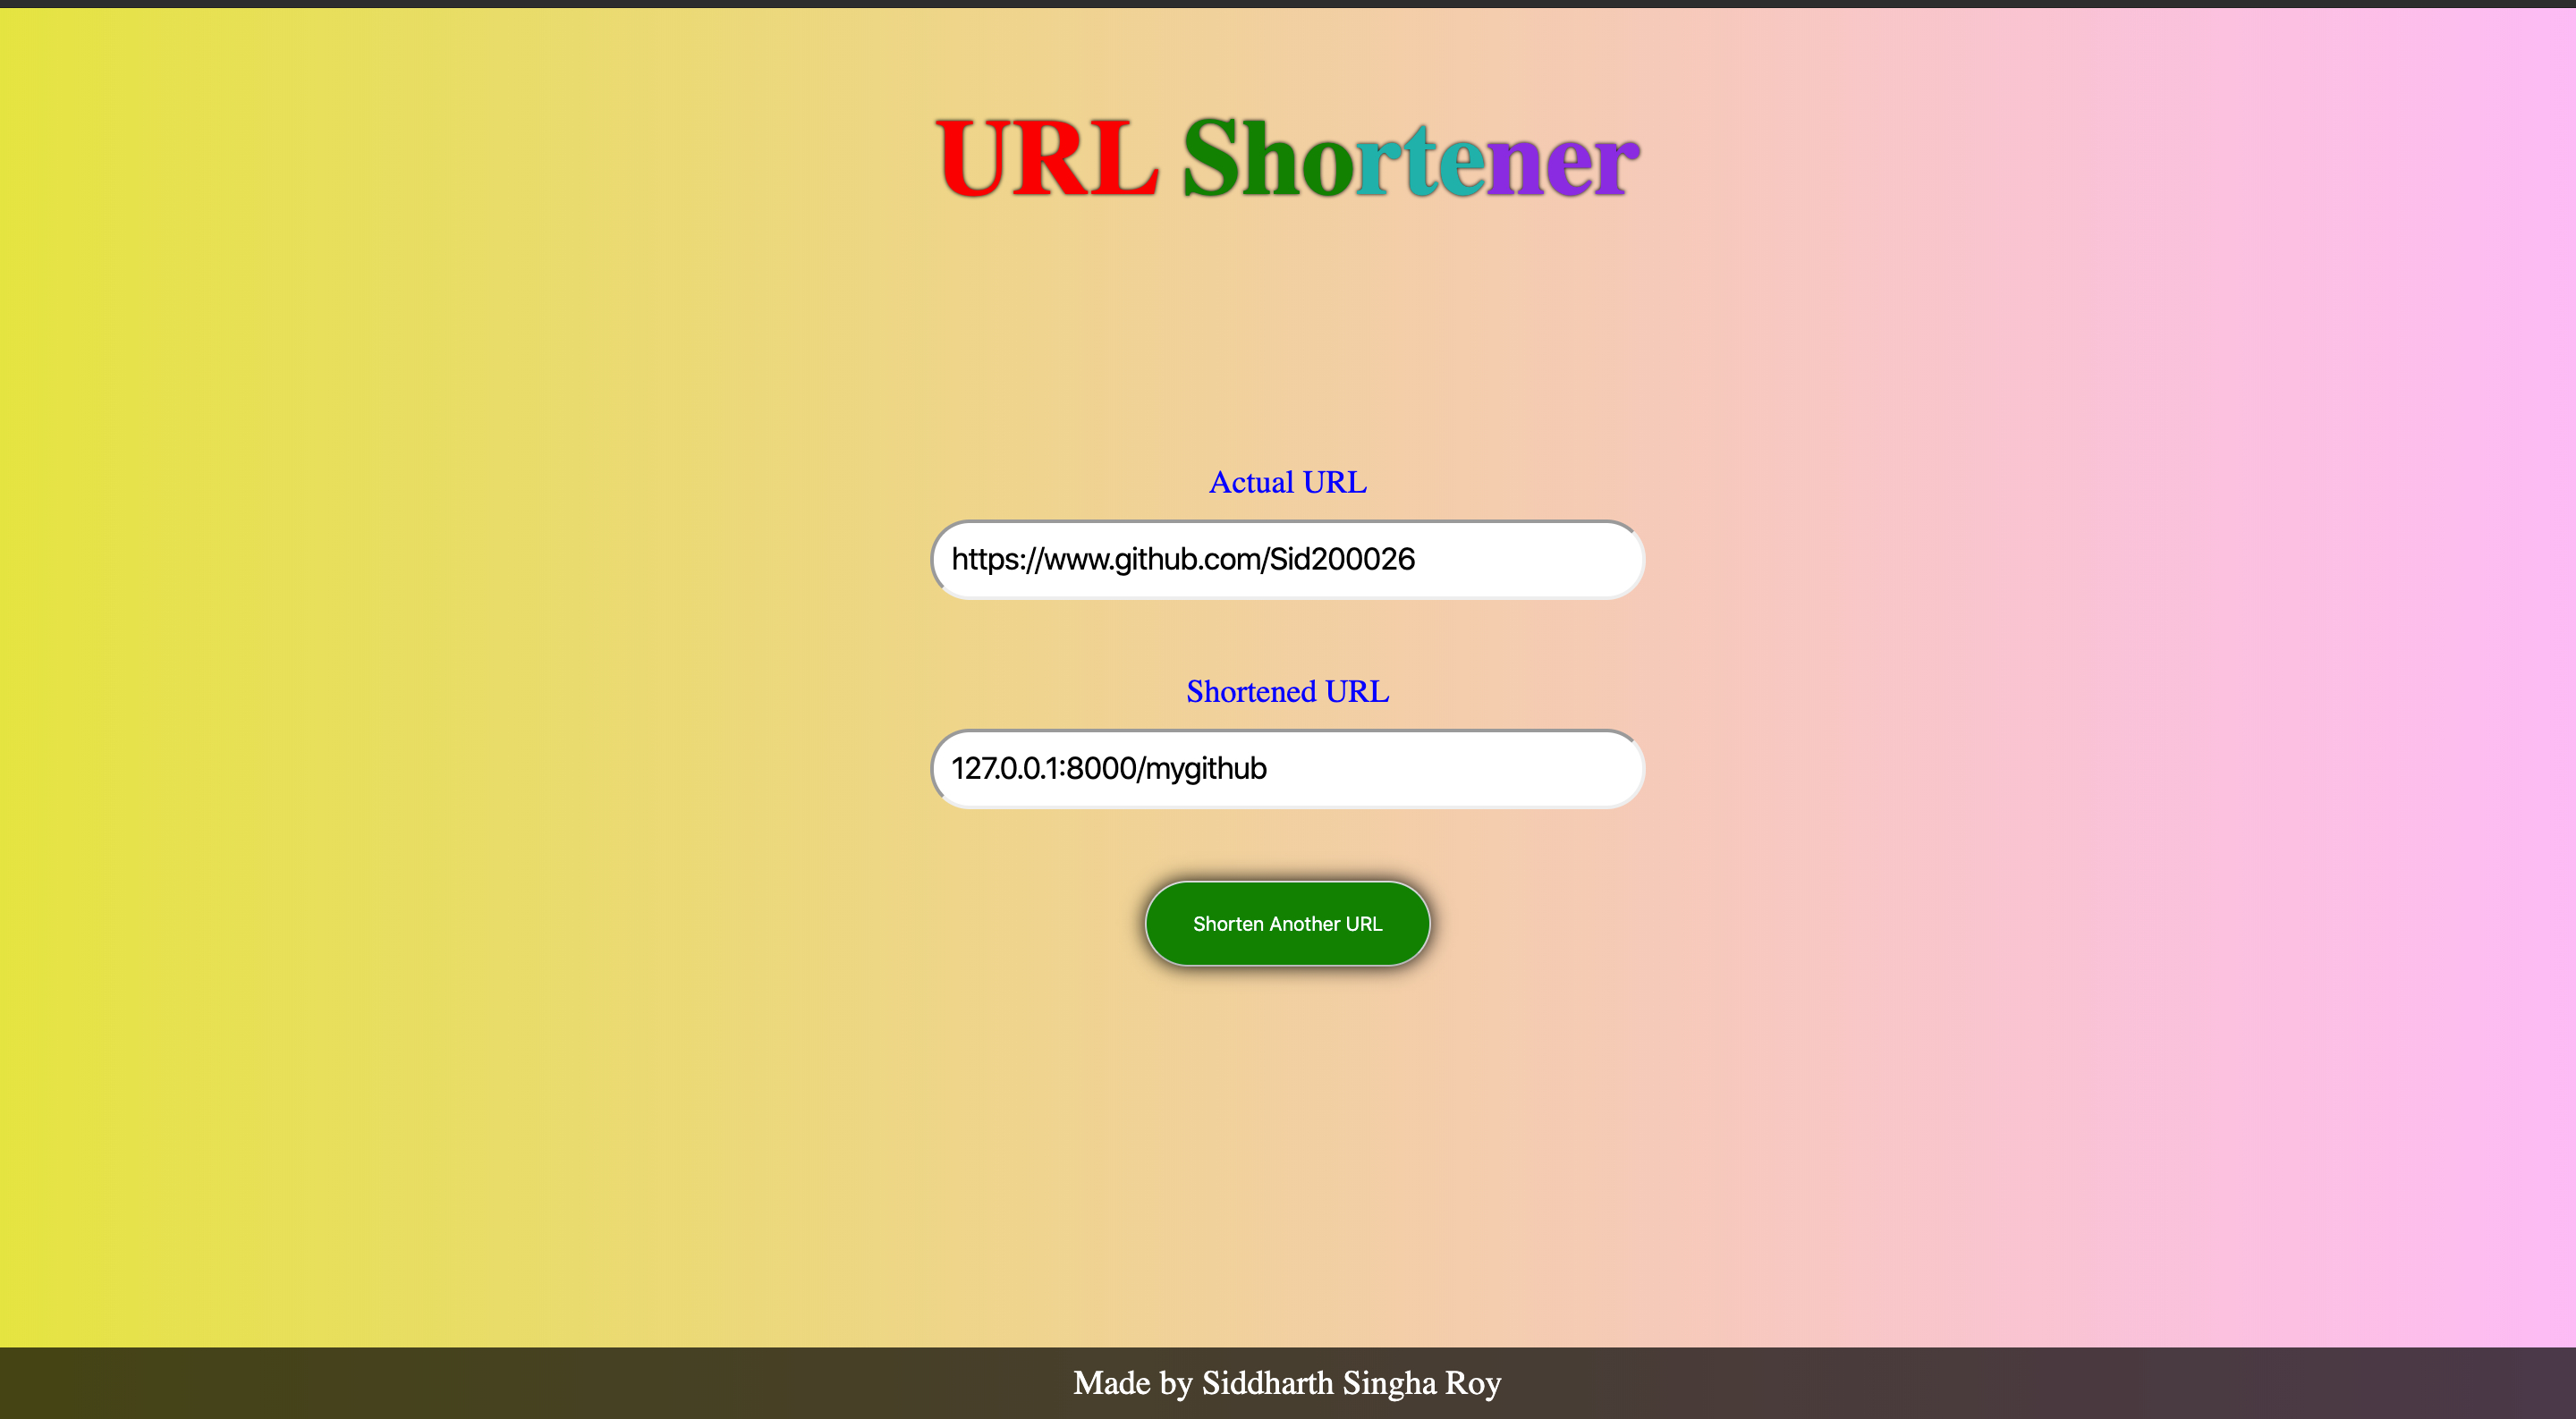 URL Shortener
Actual URL
https://www.github.com/Sid200026
Shortened URL
127.0.0.1:8000/mygithub
Shorten Another URL
Made by Siddharth Singha Roy